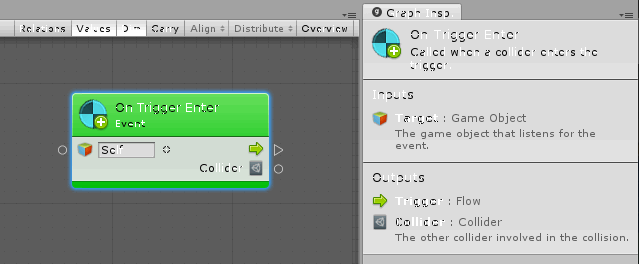 Relations Values Dim Carry Align Distribute Overview
On Trigger Enter
Event
Self
Collider
Graph Insp
On Trigger Enter
Called when a collider enters the
trigger.
Inputs
Target : Game Object
The game object that listens for the
event.
Outputs
Trigger : Flow
Collider : Collider
The other collider involved in the collision.